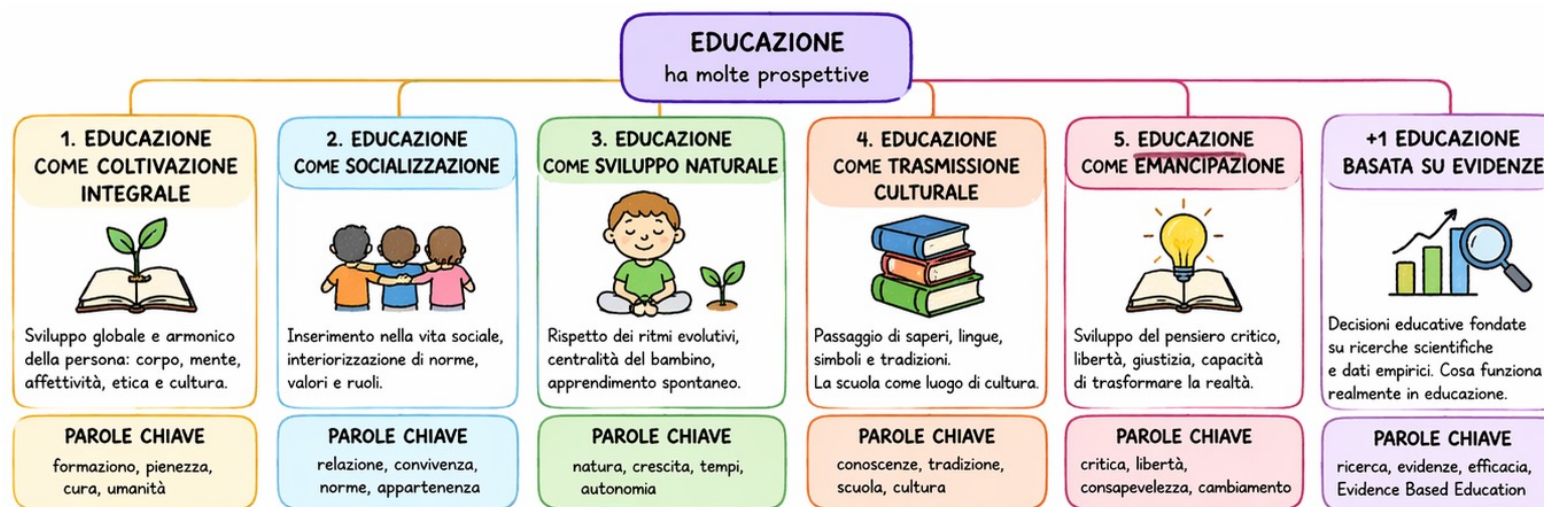 EDUCAZIONE
ha molte prospettive
1. EDUCAZIONE
COME COLTIVAZIONE
INTEGRALE
Sviluppo globale e armonico
della persona: corpo, mente,
affettività, etica e cultura.
PAROLE CHIAVE
formaziono, pienezza,
cura, umanità
2. EDUCAZIONE
COME SOCIALIZZAZIONE
Inserimento nella vita sociale,
interiorizzazione di norme,
valori e ruoli.
PAROLE CHIAVE
relazione, convivenza,
norme, appartenenza
3. EDUCAZIONE
COME SVILUPPO NATURALE
Rispetto dei ritmi evolutivi,
centralità del bambino,
apprendimento spontaneo.
PAROLE CHIAVE
natura, crescita, tempi,
autonomia
4. EDUCAZIONE
COME TRASMISSIONE
CULTURALE
Passaggio di saperi, lingue,
simboli e tradizioni.
La scuola come luogo di cultura.
PAROLE CHIAVE
conoscenze, tradizione,
scuola, cultura
5. EDUCAZIONE
COME EMANCIPAZIONE
Sviluppo del pensiero critico,
libertà, giustizia, capacità
di trasformare la realtà.
PAROLE CHIAVE
critica, libertà,
consapevelezza, cambiamento
+1 EDUCAZIONE
BASATA SU EVIDENZE
Decisioni educative fondate
su ricerche scientifiche
e dati empirici. Cosa funziona
realmente in educazione.
PAROLE CHIAVE
ricerca, evidenze, efficacia,
Evidence Based Education